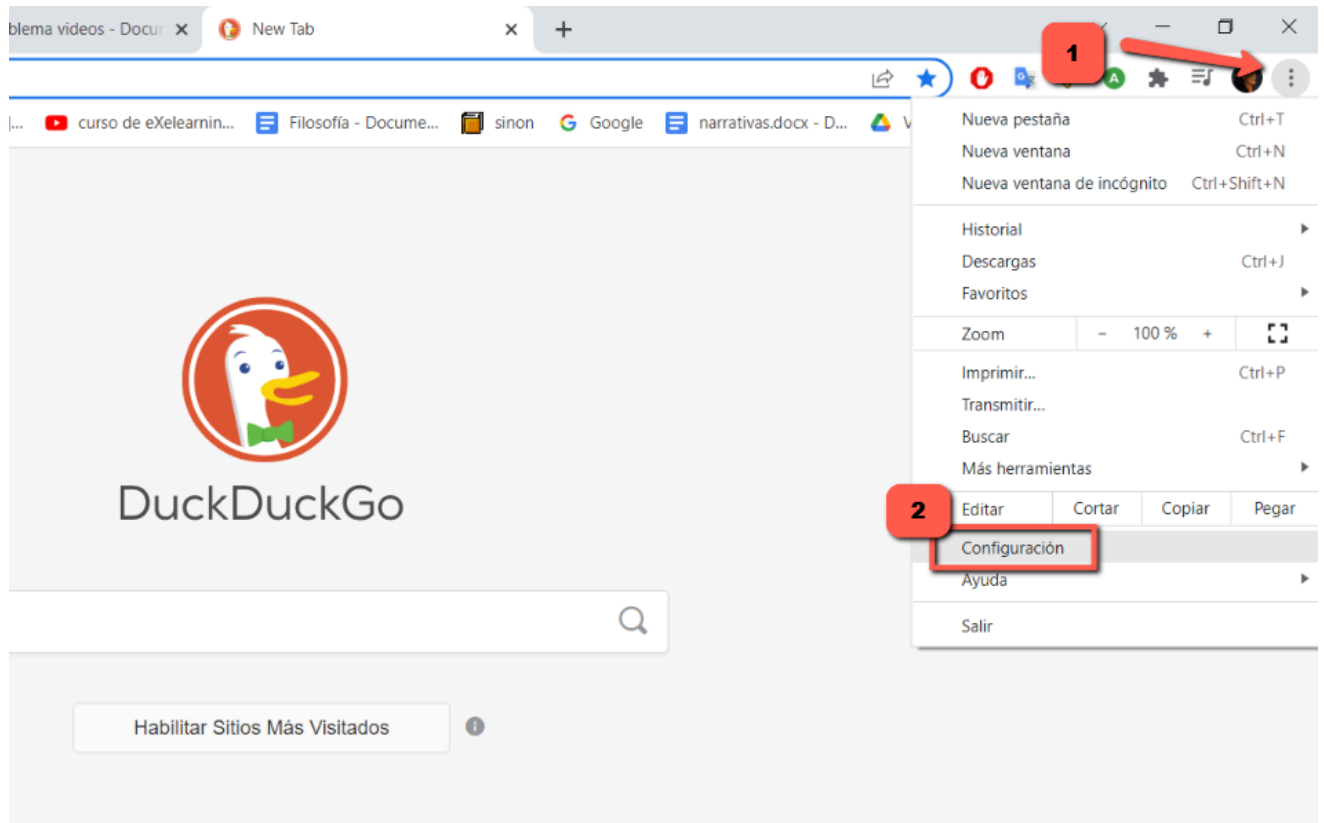 blema videos - Docur
New Tab
1
A
... curso de eXelearnin... Filosofía - Docume... sinon G Google narrativas.docx - D... V
Nueva pestaña Ctrl+T
Nueva ventana Ctrl+N
Nueva ventana de incógnito Ctrl+Shift+N
Historial
Descargas Ctrl+J
Favoritos
Zoom - 100 % +
Imprimir... Ctrl+P
Transmitir...
Buscar Ctrl+F
Más herramientas
2
Editar Cortar Copiar Pegar
Configuración
Ayuda
Salir
DuckDuckGo
Habilitar Sitios Más Visitados